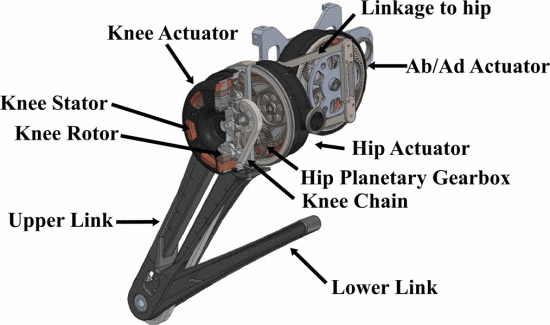 Linkage to hip
Knee Actuator
Ab/Ad Actuator
Knee Stator
Knee Rotor
Hip Actuator
Hip Planetary Gearbox
Knee Chain
Upper Link
Lower Link